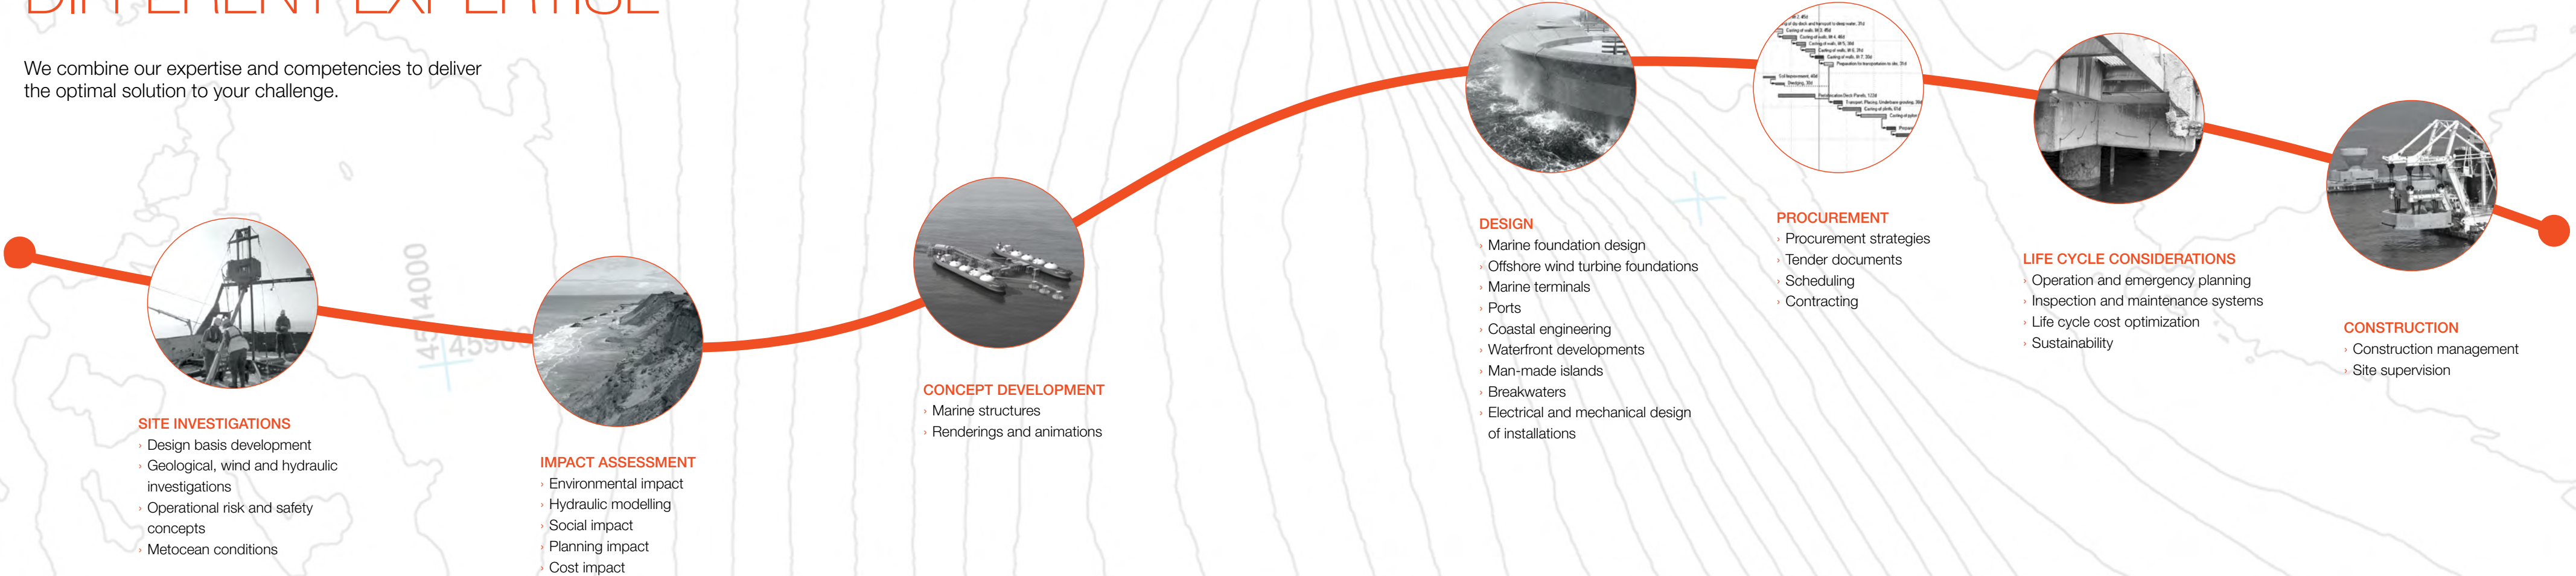 DIFFERENT EXPERTISE
We combine our expertise and competencies to deliver
the optimal solution to your challenge.
4514000
SITE INVESTIGATIONS
› Design basis development
› Geological, wind and hydraulic
investigations
› Operational risk and safety
concepts
› Metocean conditions
IMPACT ASSESSMENT
› Environmental impact
› Hydraulic modelling
› Social impact
› Planning impact
› Cost impact
CONCEPT DEVELOPMENT
› Marine structures
› Renderings and animations
DESIGN
› Marine foundation design
› Offshore wind turbine foundations
› Marine terminals
› Ports
› Coastal engineering
› Waterfront developments
› Man-made islands
› Breakwaters
› Electrical and mechanical design
of installations
PROCUREMENT
› Procurement strategies
› Tender documents
› Scheduling
› Contracting
LIFE CYCLE CONSIDERATIONS
› Operation and emergency planning
› Inspection and maintenance systems
› Life cycle cost optimization
› Sustainability
CONSTRUCTION
› Construction management
› Site supervision